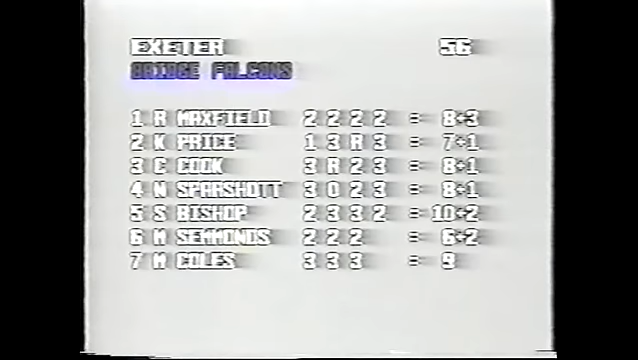 EXETER 56
BRIDGE FALCONS
1 R MAXFIELD 2 2 2 2 = 8+3
2 K PRICE 1 3 R 3 = 7+1
3 C COOK 3 R 2 3 = 8+1
4 N SPARSHOTT 3 0 2 3 = 8+1
5 S BISHOP 2 3 3 2 = 10+2
6 M SEMMONDS 2 2 2 = 6+2
7 M COLES 3 3 3 = 9